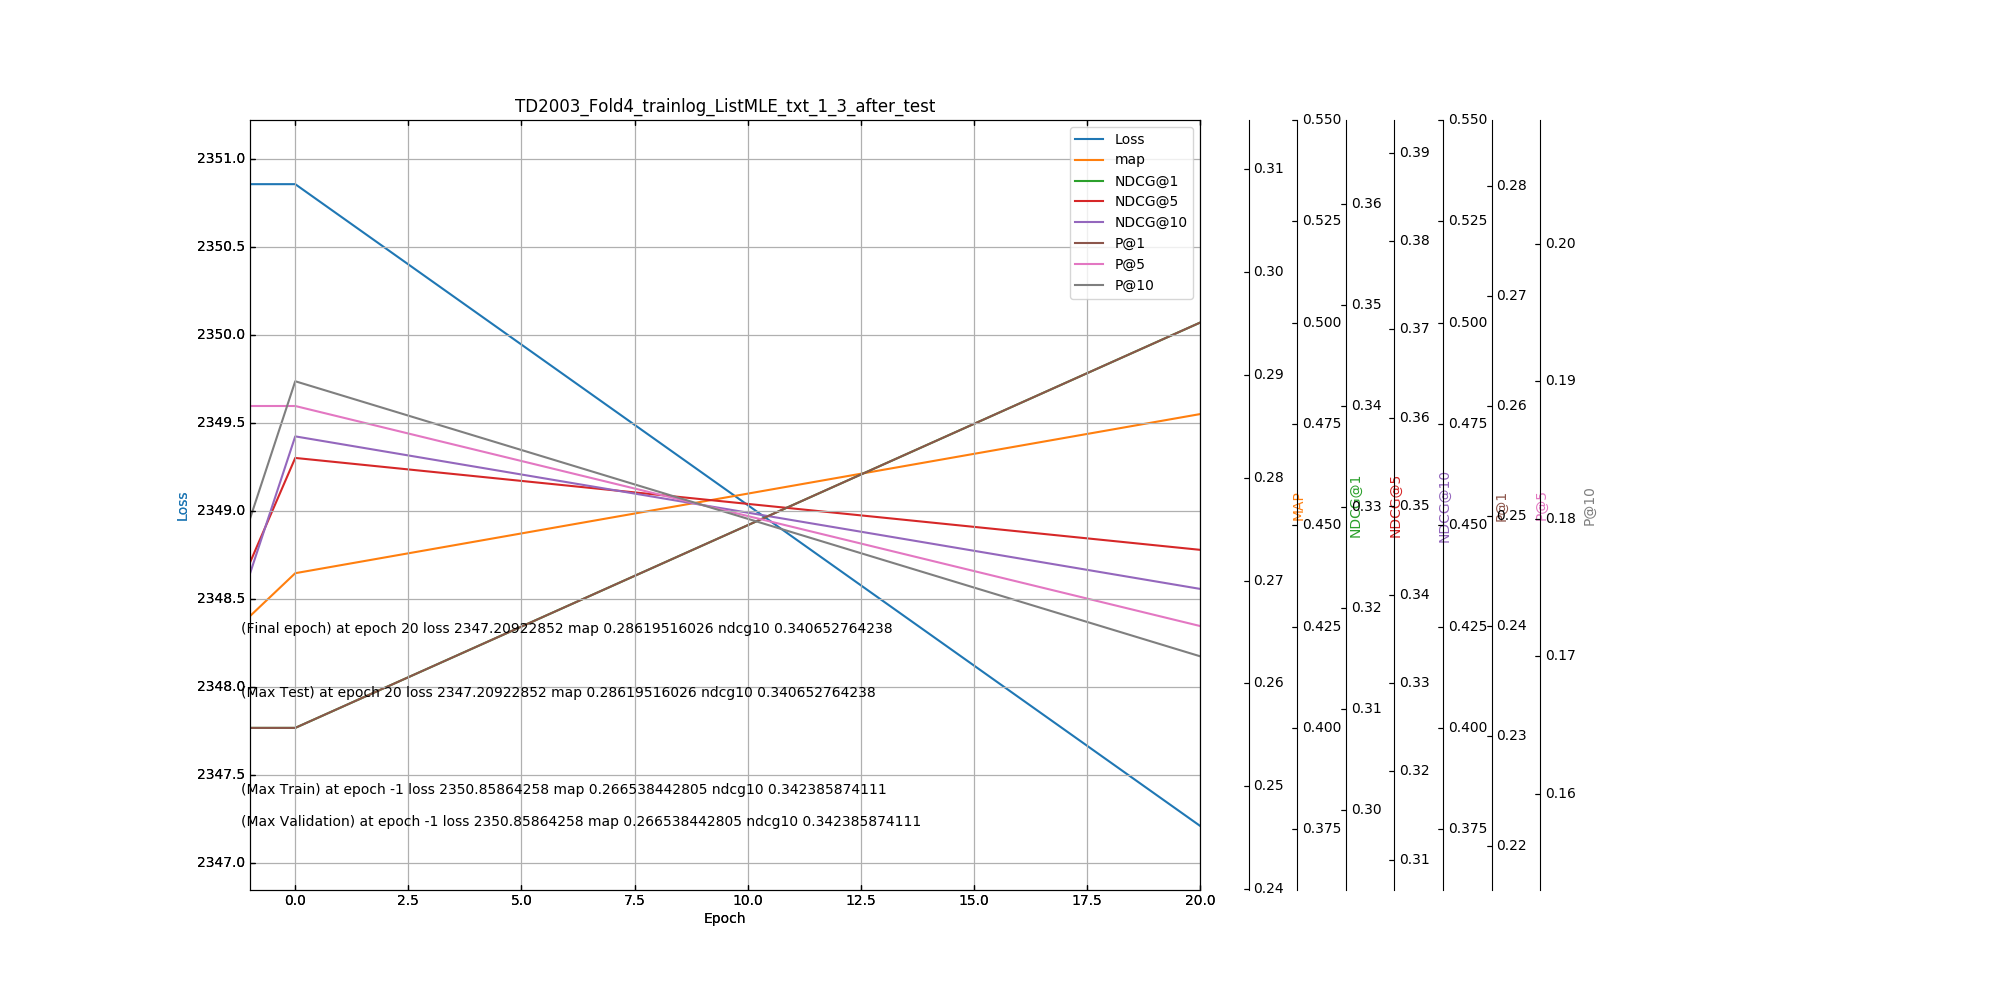 TD2003_Fold4_trainlog_ListMLE_txt_1_3_after_test
Loss
map
NDCG@1
NDCG@5
NDCG@10
P@1
P@5
P@10
2351.0
2350.5
2350.0
2349.5
2349.0
2348.5
2348.0
2347.5
2347.0
Loss
(Final epoch) at epoch 20 loss 2347.20922852 map 0.28619516026 ndcg10 0.340652764238
(Max Test) at epoch 20 loss 2347.20922852 map 0.28619516026 ndcg10 0.340652764238
(Max Train) at epoch -1 loss 2350.85864258 map 0.266538442805 ndcg10 0.342385874111
(Max Validation) at epoch -1 loss 2350.85864258 map 0.266538442805 ndcg10 0.342385874111
0.0 2.5 5.0 7.5 10.0 12.5 15.0 17.5 20.0
Epoch
0.31
0.30
0.29
0.28
0.27
0.26
0.25
0.24
MAP
0.550
0.525
0.500
0.475
0.450
0.425
0.400
0.375
NDCG@1
0.36
0.35
0.34
0.33
0.32
0.31
0.30
NDCG@5
0.39
0.38
0.37
0.36
0.35
0.34
0.33
0.32
0.31
NDCG@10
0.550
0.525
0.500
0.475
0.450
0.425
0.400
0.375
P@1
0.28
0.27
0.26
0.25
0.24
0.23
0.22
P@5
0.20
0.19
0.18
0.17
0.16
P@10